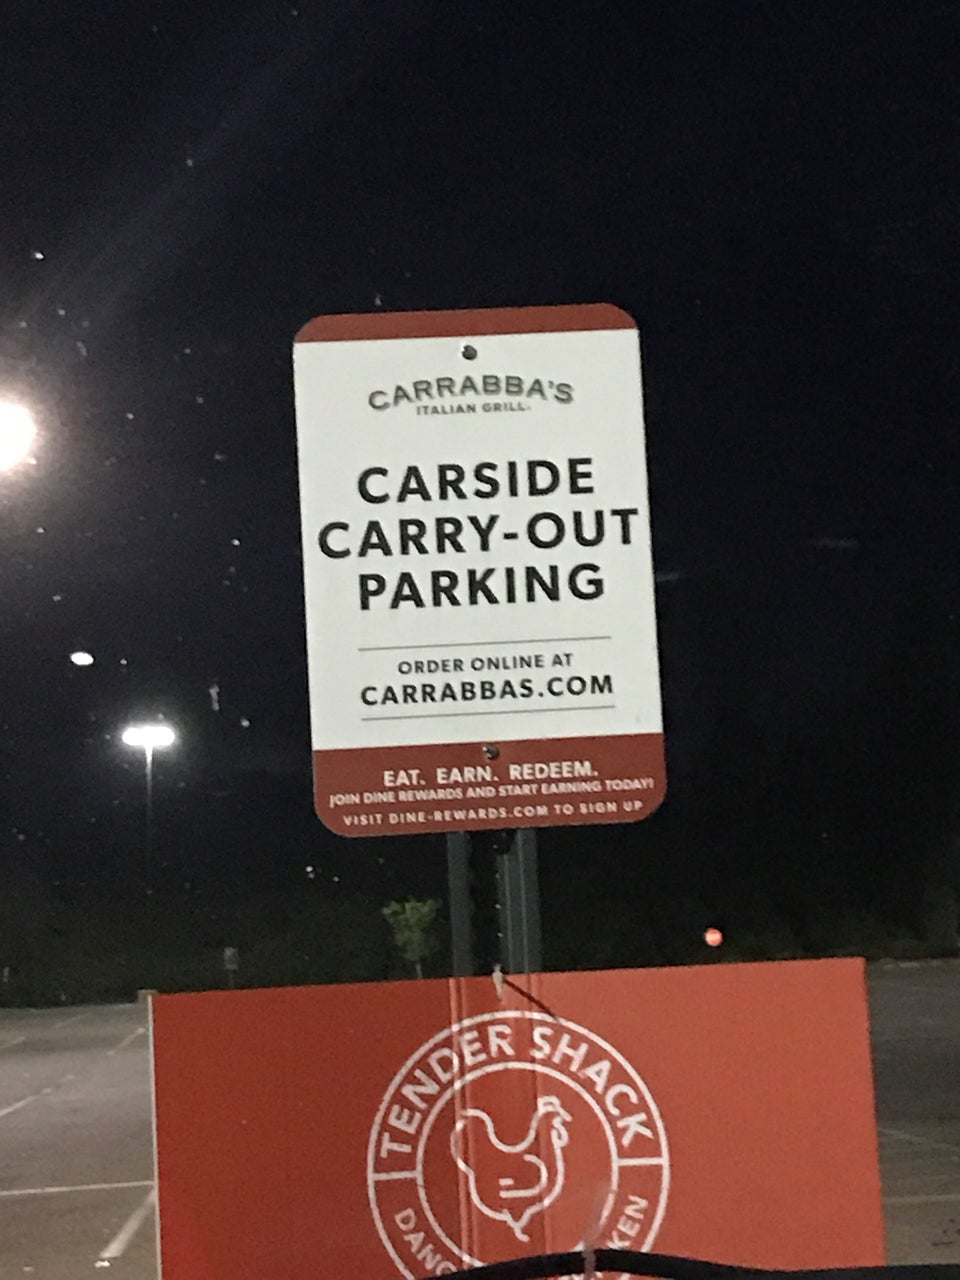 CARRABBA'S
ITALIAN GRILL.
CARSIDE
CARRY-OUT
PARKING
ORDER ONLINE AT
CARRABBAS.COM
EAT. EARN. REDEEM.
JOIN DINE REWARDS AND START EARNING TODAY!
VISIT DINE-REWARDS.COM TO SIGN UP
TENDER SHACK